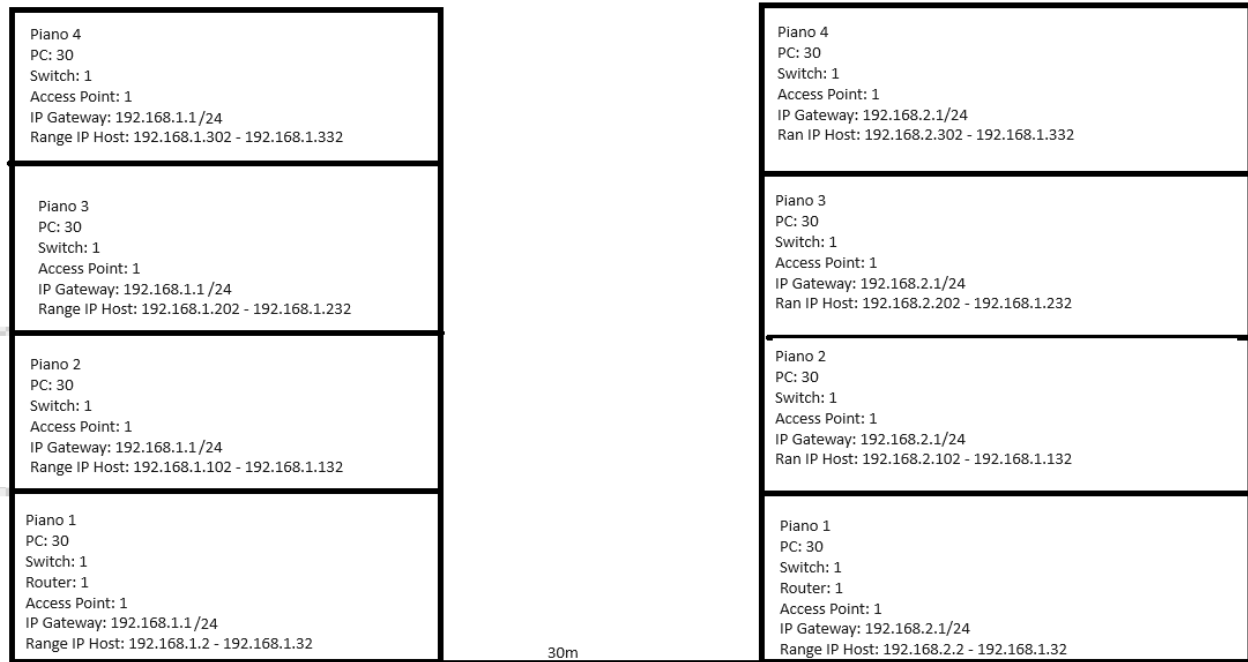 Piano 4
PC: 30
Switch: 1
Access Point: 1
IP Gateway: 192.168.1.1/24
Range IP Host: 192.168.1.302 - 192.168.1.332
Piano 3
PC: 30
Switch: 1
Access Point: 1
IP Gateway: 192.168.1.1/24
Range IP Host: 192.168.1.202 - 192.168.1.232
Piano 2
PC: 30
Switch: 1
Access Point: 1
IP Gateway: 192.168.1.1/24
Range IP Host: 192.168.1.102 - 192.168.1.132
Piano 1
PC: 30
Switch: 1
Router: 1
Access Point: 1
IP Gateway: 192.168.1.1/24
Range IP Host: 192.168.1.2 - 192.168.1.32
30m
Piano 4
PC: 30
Switch: 1
Access Point: 1
IP Gateway: 192.168.2.1/24
Ran IP Host: 192.168.2.302 - 192.168.1.332
Piano 3
PC: 30
Switch: 1
Access Point: 1
IP Gateway: 192.168.2.1/24
Ran IP Host: 192.168.2.202 - 192.168.1.232
Piano 2
PC: 30
Switch: 1
Access Point: 1
IP Gateway: 192.168.2.1/24
Ran IP Host: 192.168.2.102 - 192.168.1.132
Piano 1
PC: 30
Switch: 1
Router: 1
Access Point: 1
IP Gateway: 192.168.2.1/24
Range IP Host: 192.168.2.2 - 192.168.1.32